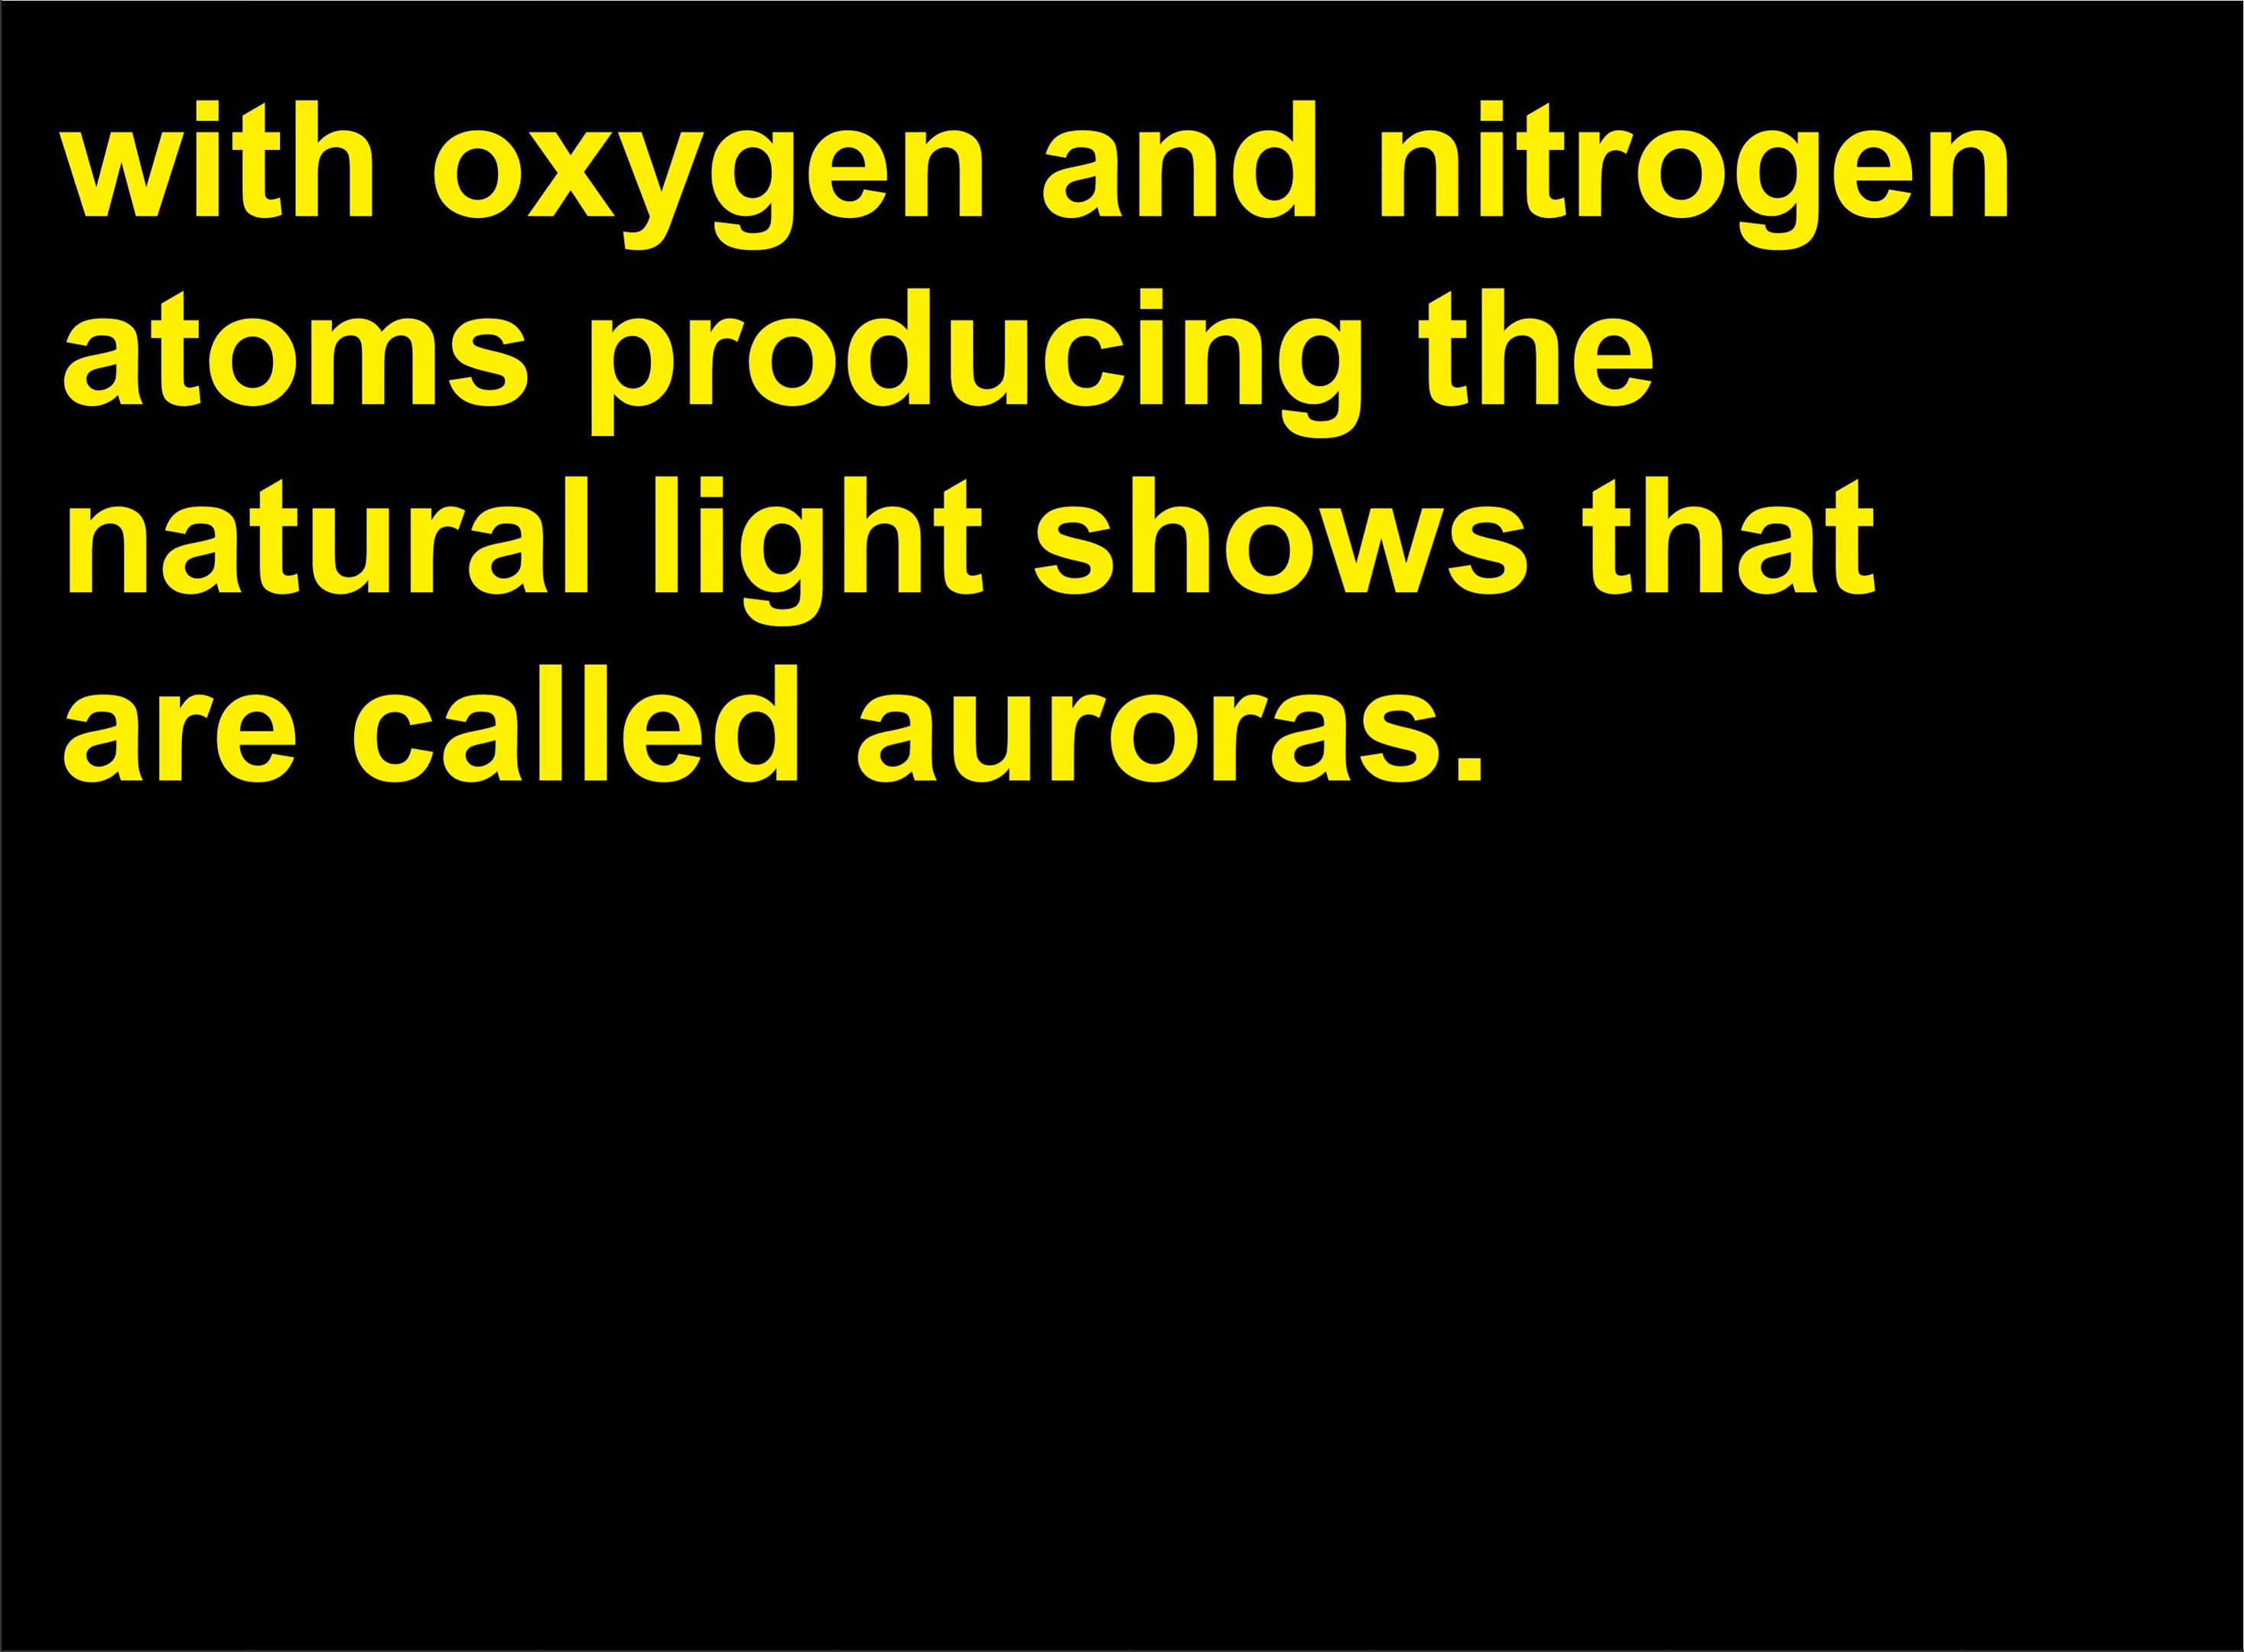 with oxygen and nitrogen
atoms producing the
natural light shows that
are called auroras.